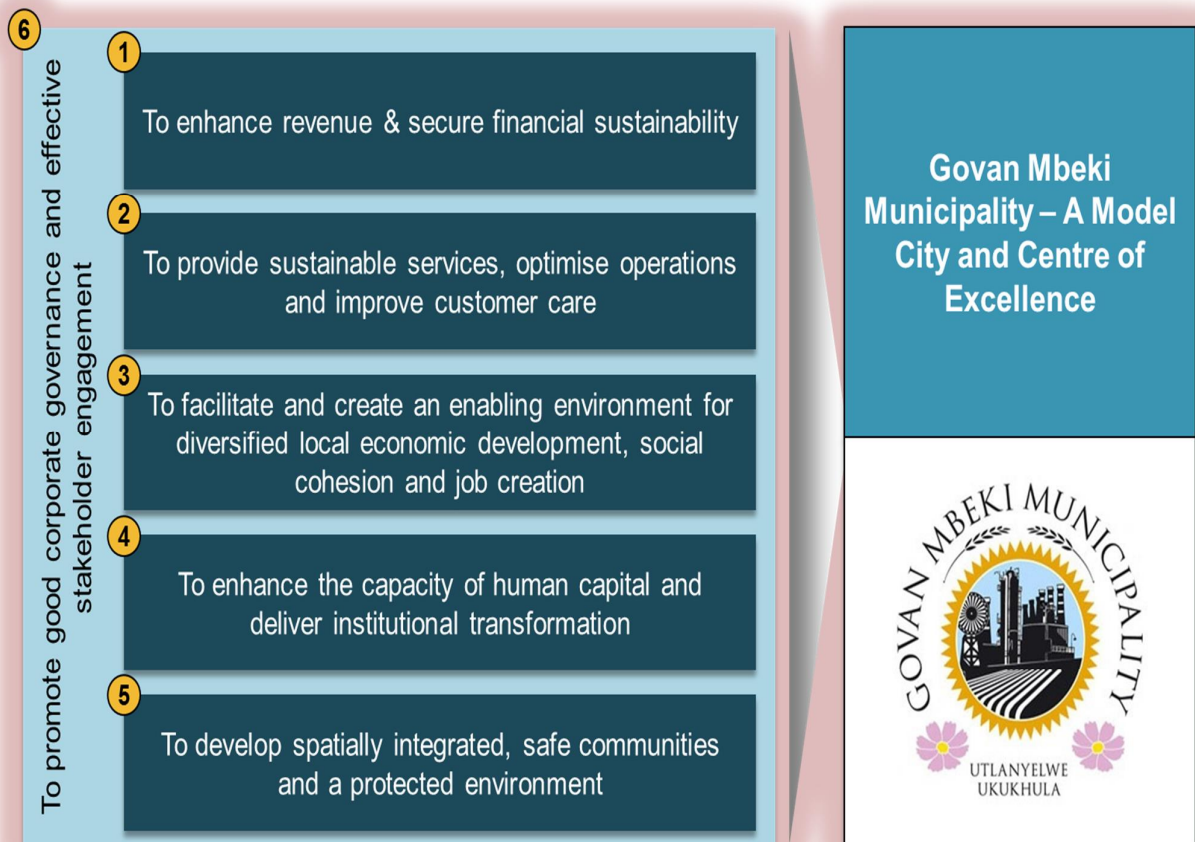 6
To promote good corporate governance and effective
stakeholder engagement
1
To enhance revenue & secure financial sustainability
2
To provide sustainable services, optimise operations
and improve customer care
3
To facilitate and create an enabling environment for
diversified local economic development, social
cohesion and job creation
4
To enhance the capacity of human capital and
deliver institutional transformation
5
To develop spatially integrated, safe communities
and a protected environment
Govan Mbeki
Municipality – A Model
City and Centre of
Excellence
GOVAN MBEKI MUNICIPALITY
UTLANYELWE
UKUKHULA